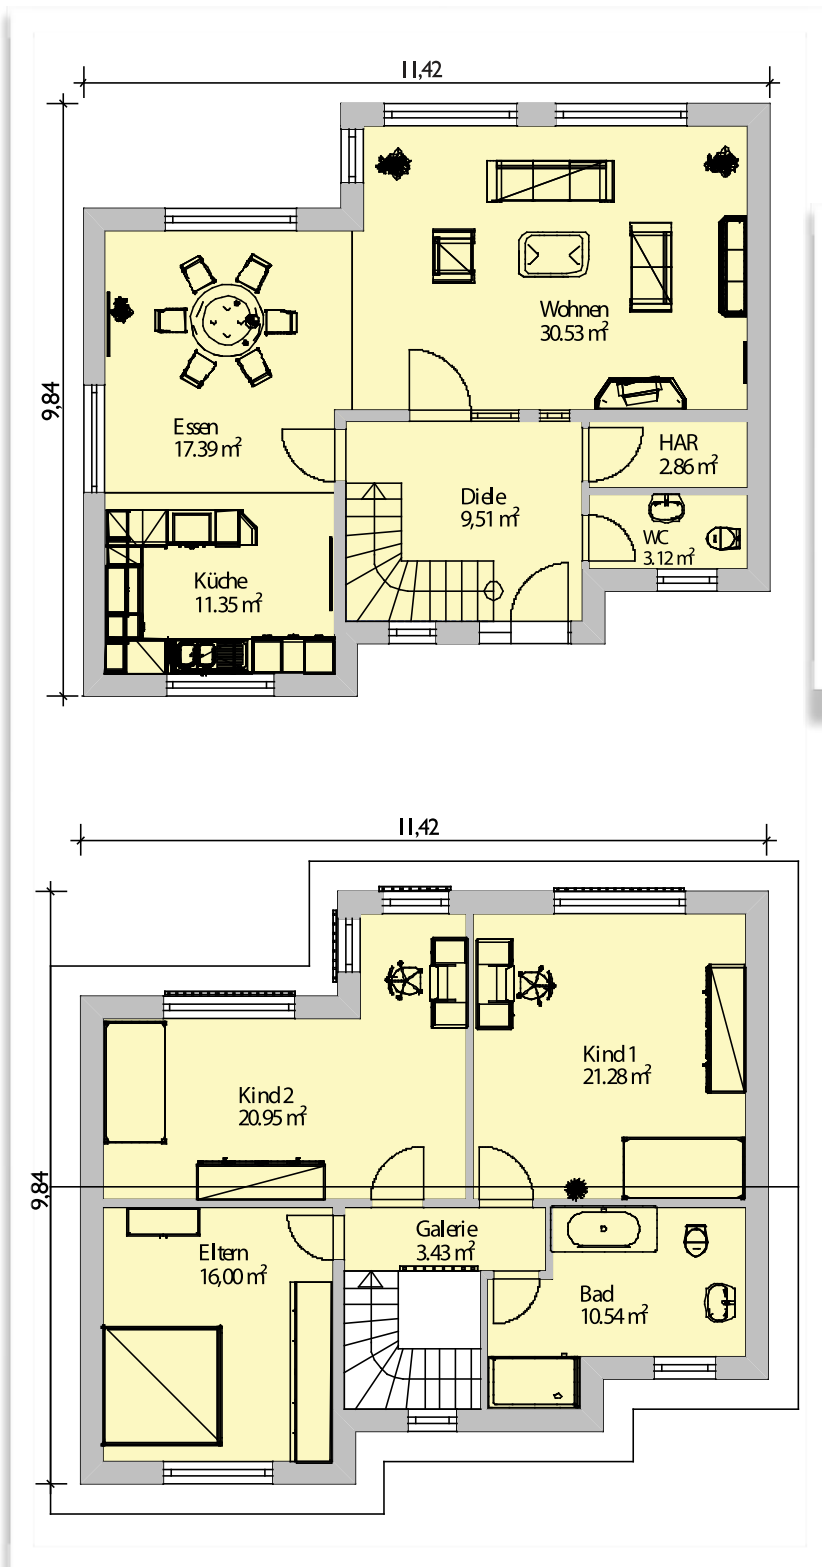 11,42
9,84
Wohnen
30.53 m²
Essen
17.39 m²
HAR
2.86 m²
Diele
9,51 m²
WC
3.12 m²
Küche
11.35 m²
11,42
9,84
Kind 1
21.28 m²
Kind 2
20.95 m²
Galerie
3.43 m²
Eltern
16,00 m²
Bad
10.54 m²